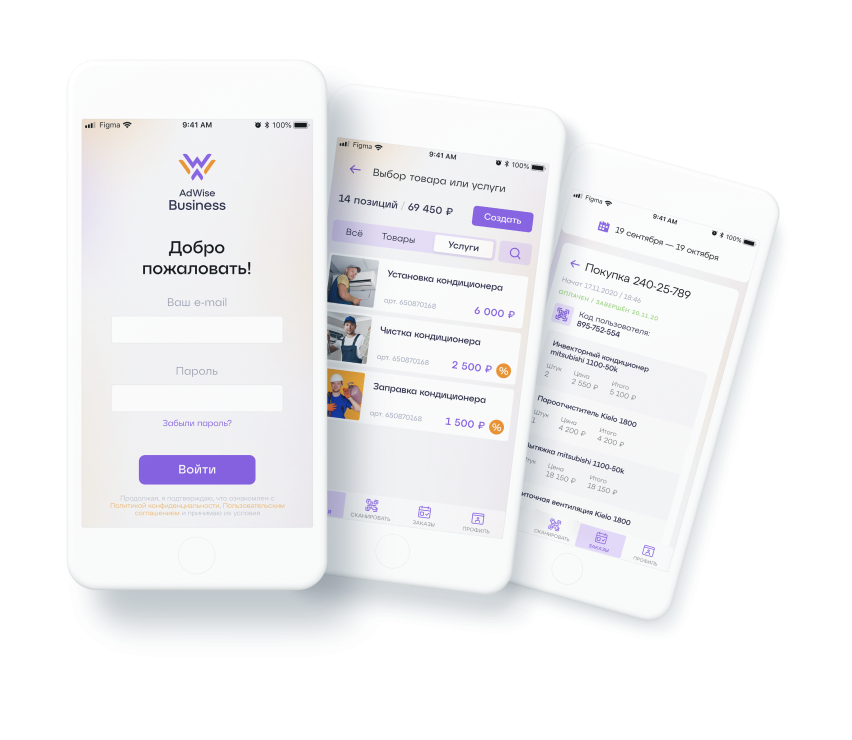 Figma
9:41 AM
100%
AdWise
Business
Добро
пожаловать!
Ваш e-mail
Пароль
Забыли пароль?
Войти
Продолжая, я подтверждаю, что ознакомлен с
Политикой конфиденциальности, Пользовательским
соглашением и принимаю их условия
Figma
9:41 AM
100%
Выбор товара или услуги
14 позиций / 69 450 ₽
Создать
Всё
Товары
Услуги
Установка кондиционера
арт. 650870168
6 000 ₽
Чистка кондиционера
арт. 650870168
2 500 ₽ %
Заправка кондиционера
арт. 650870168
1 500 ₽ %
СКАНИРОВАТЬ
ЗАКАЗЫ
ПРОФИЛЬ
Figma
9:41 AM
100%
19 сентября — 19 октября
Покупка 240-25-789
Начат 17.11.2020 / 18:46
ОПЛАЧЕН / ЗАВЕРШЁН 20.11.20
Код пользователя:
895-752-554
Инвекторный кондиционер
mitsubishi 1100-50k
Штук Цена Итого
2 2 550 ₽ 5 100 ₽
Пароотчиститель Kielo 1800
Штук Цена Итого
1 4 200 ₽ 4 200 ₽
ытяжка mitsubishi 1100-50k
Штук Цена Итого
18 150 ₽ 18 150 ₽
иточная вентиляция Kielo 1800
СКАНИРОВАТЬ
ЗАКАЗЫ
ПРОФИЛЬ